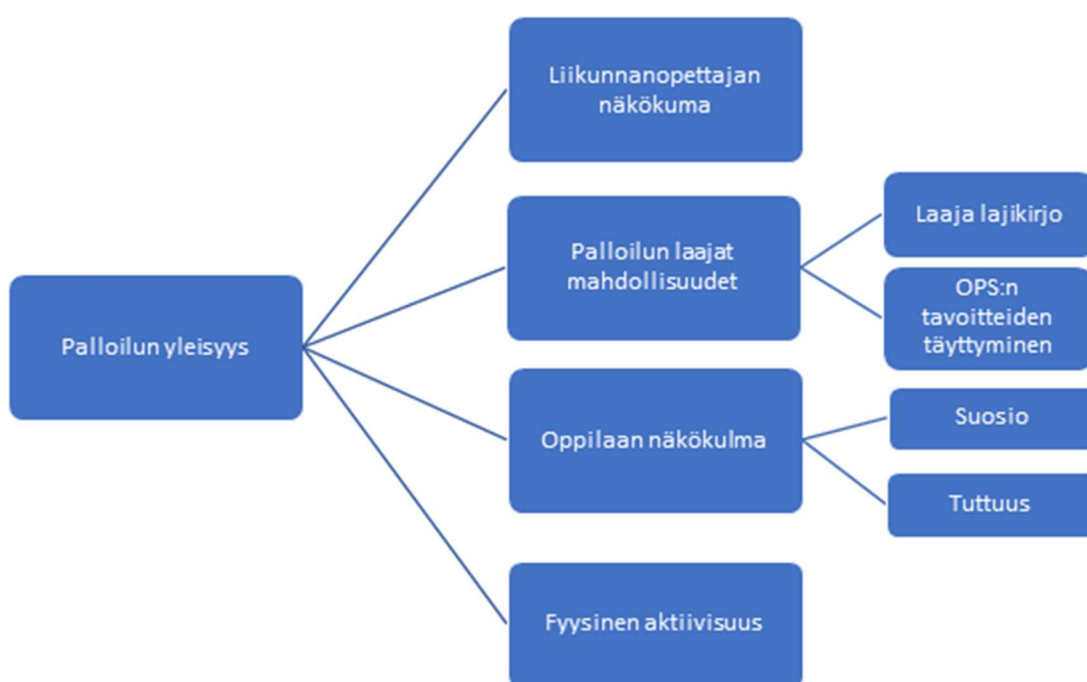 Palloilun yleisyys
Liikunnanopettajan
näkökuma
Palloilun laajat
mahdollisuudet
Laaja lajikirjo
OPS:n
tavoitteiden
täyttyminen
Oppilaan näkökulma
Suosio
Tuttuus
Fyysinen aktiivisuus